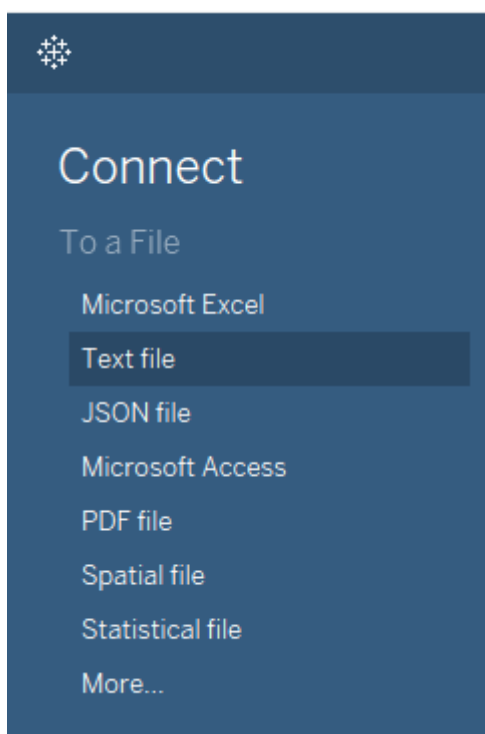 Connect
To a File
Microsoft Excel
Text file
JSON file
Microsoft Access
PDF file
Spatial file
Statistical file
More...